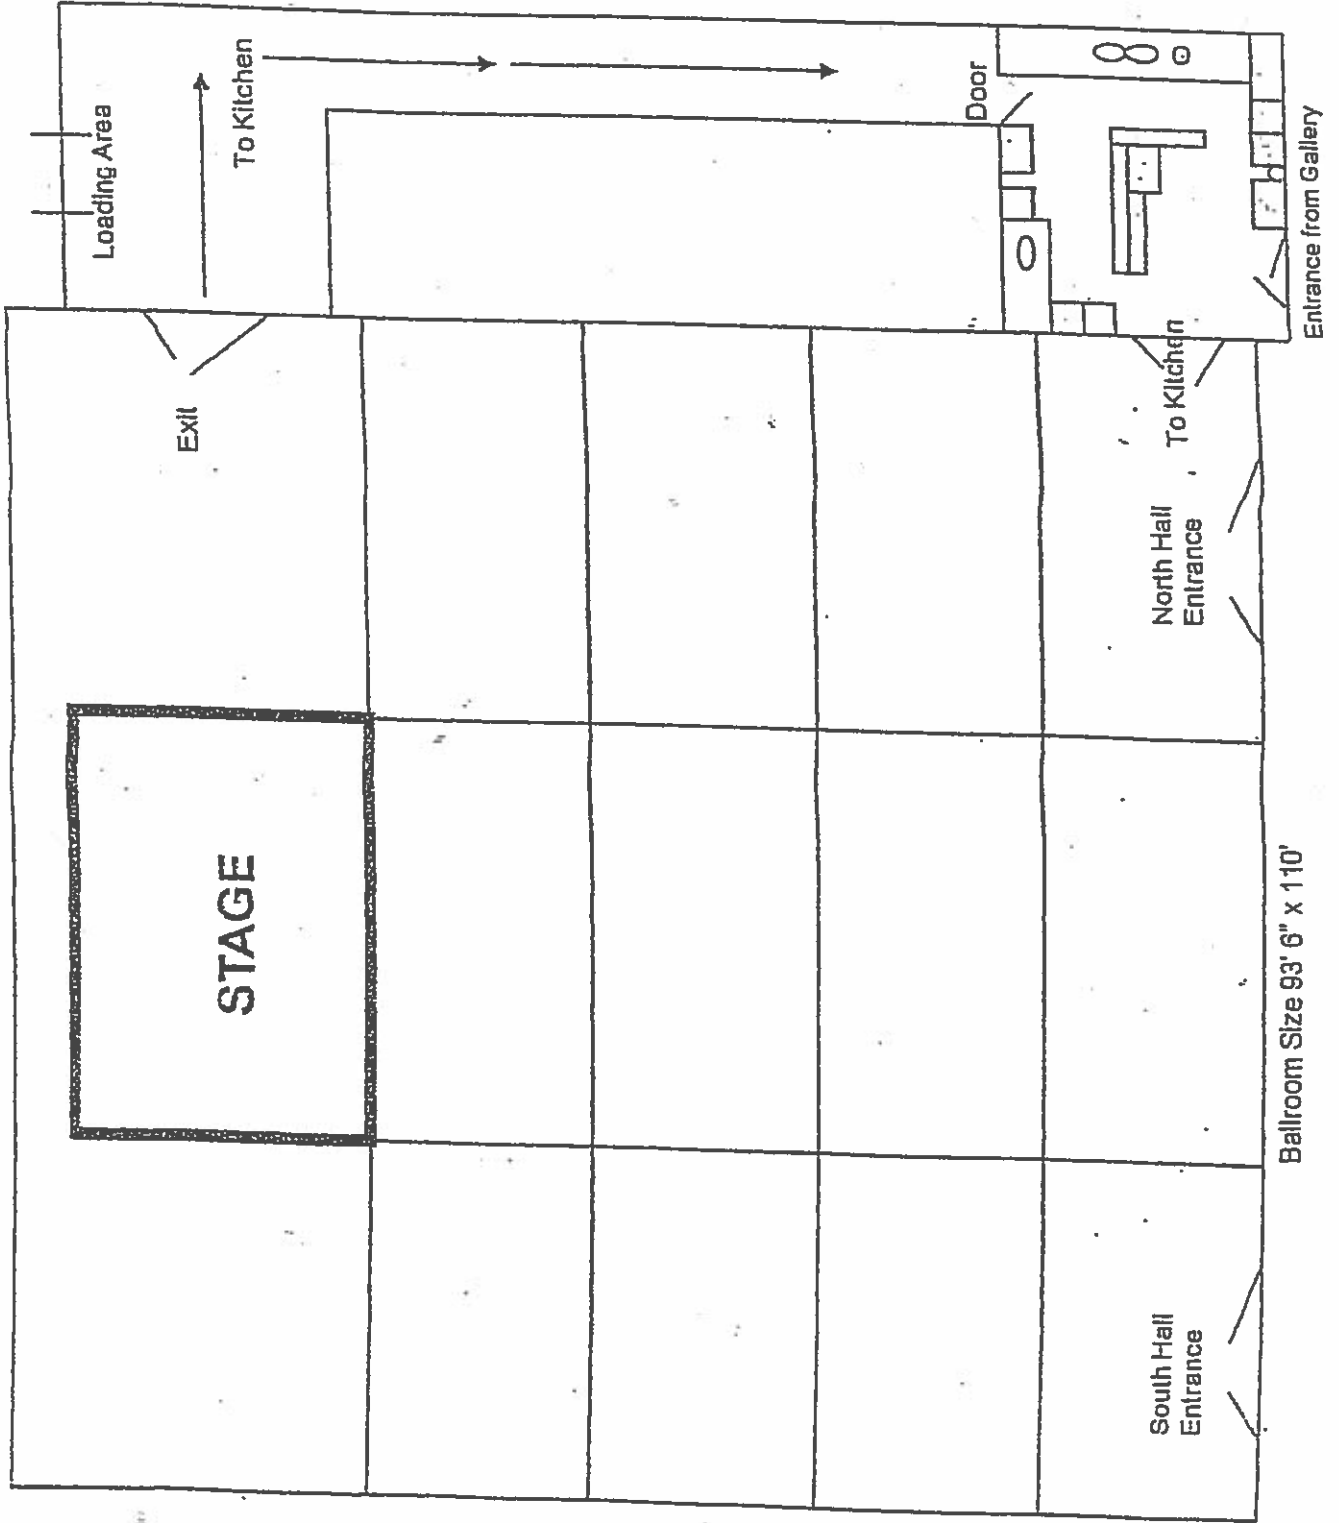 Loading Area
To Kitchen
Door
Exit
STAGE
To Kitchen
Entrance from Gallery
North Hall
Entrance
South Hall
Entrance
Ballroom Size 93' 6" x 110'